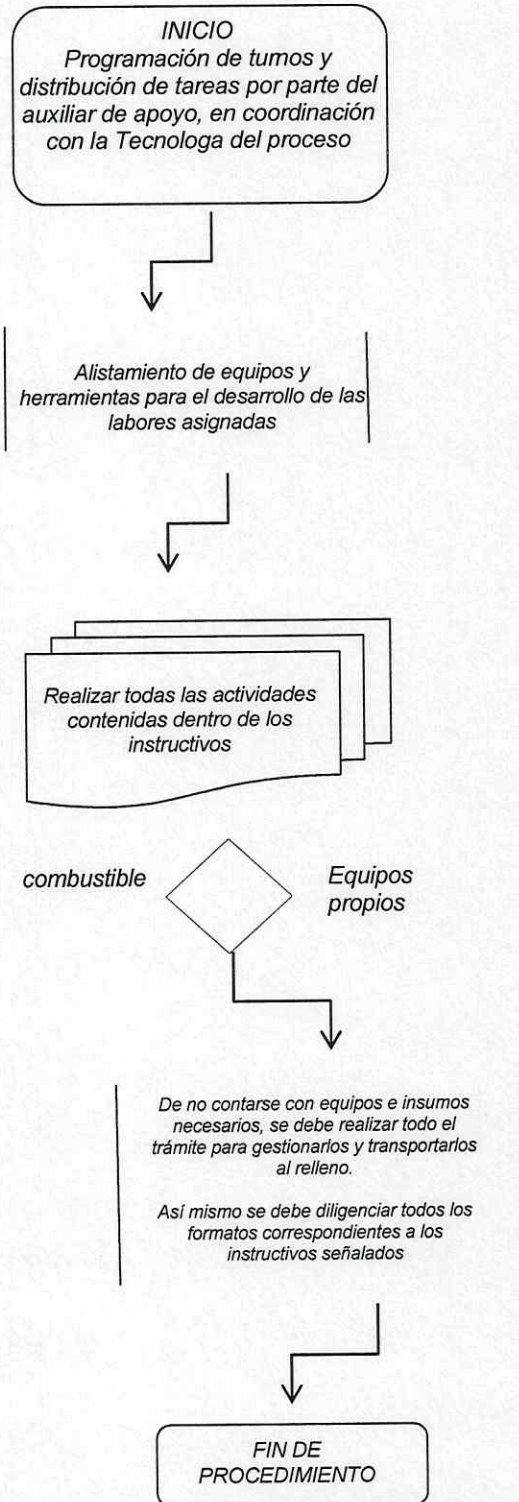 INICIO
Programación de turnos y
distribución de tareas por parte del
auxiliar de apoyo, en coordinación
con la Tecnologa del proceso
Alistamiento de equipos y
herramientas para el desarrollo de las
labores asignadas
Realizar todas las actividades
contenidas dentro de los
instructivos
combustible
Equipos
propios
De no contarse con equipos e insumos
necesarios, se debe realizar todo el
trámite para gestionarlos y transportarlos
al relleno.
Así mismo se debe diligenciar todos los
formatos correspondientes a los
instructivos señalados
FIN DE
PROCEDIMIENTO